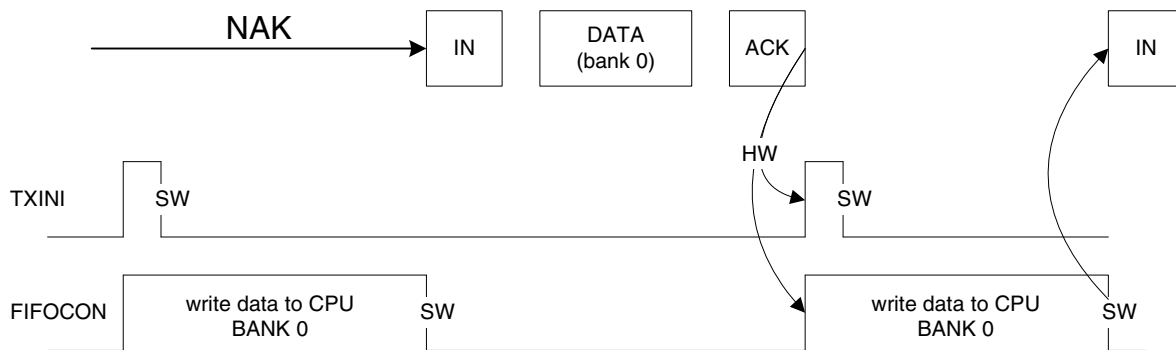 NAK
IN
DATA
(bank 0)
ACK
IN
HW
TXINI
SW
SW
FIFOCON
write data to CPU
BANK 0
SW
write data to CPU
BANK 0
SW